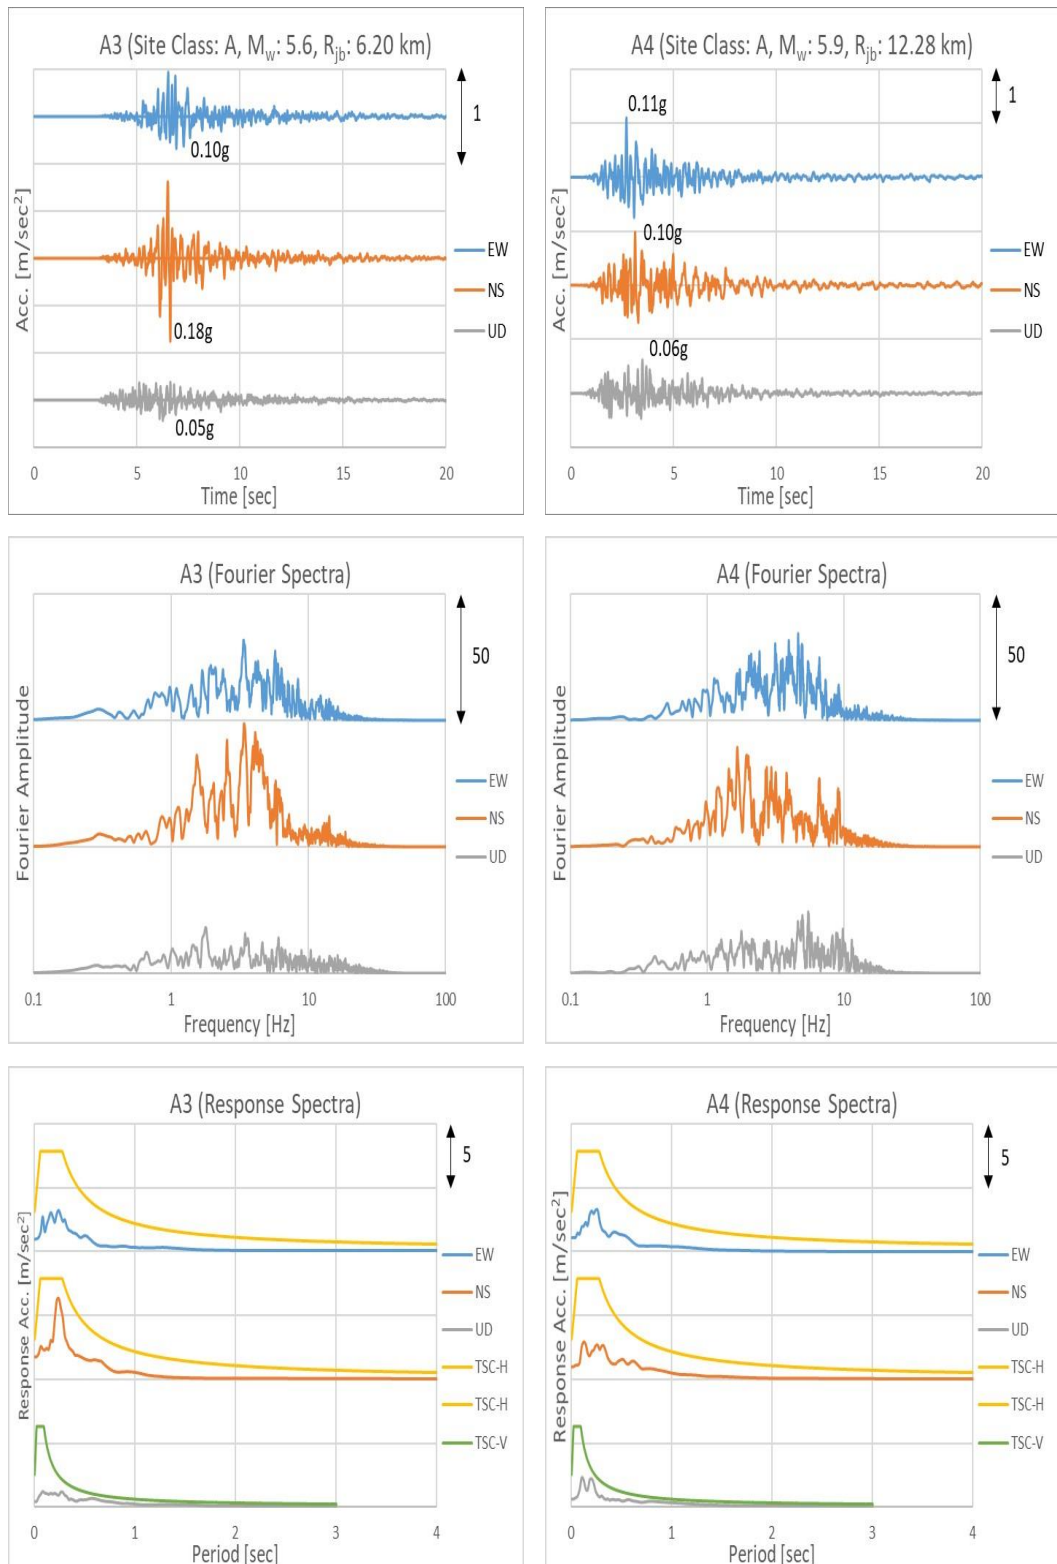 A3 (Site Class: A, Mw: 5.6, Rjb: 6.20 km)
1
0.10g
0.18g
0.05g
Acc. [m/sec²]
EW
NS
UD
0 5 10 15 20
Time [sec]
A4 (Site Class: A, Mw: 5.9, Rjb: 12.28 km)
1
0.11g
0.10g
0.06g
Acc. [m/sec²]
EW
NS
UD
0 5 10 15 20
Time [sec]
A3 (Fourier Spectra)
50
Fourier Amplitude
EW
NS
UD
0.1 1 10 100
Frequency [Hz]
A4 (Fourier Spectra)
50
Fourier Amplitude
EW
NS
UD
0.1 1 10 100
Frequency [Hz]
A3 (Response Spectra)
5
Response Acc. [m/sec²]
EW
NS
UD
TSC-H
TSC-H
TSC-V
0 1 2 3 4
Period [sec]
A4 (Response Spectra)
5
Response Acc. [m/sec²]
EW
NS
UD
TSC-H
TSC-H
TSC-V
0 1 2 3 4
Period [sec]